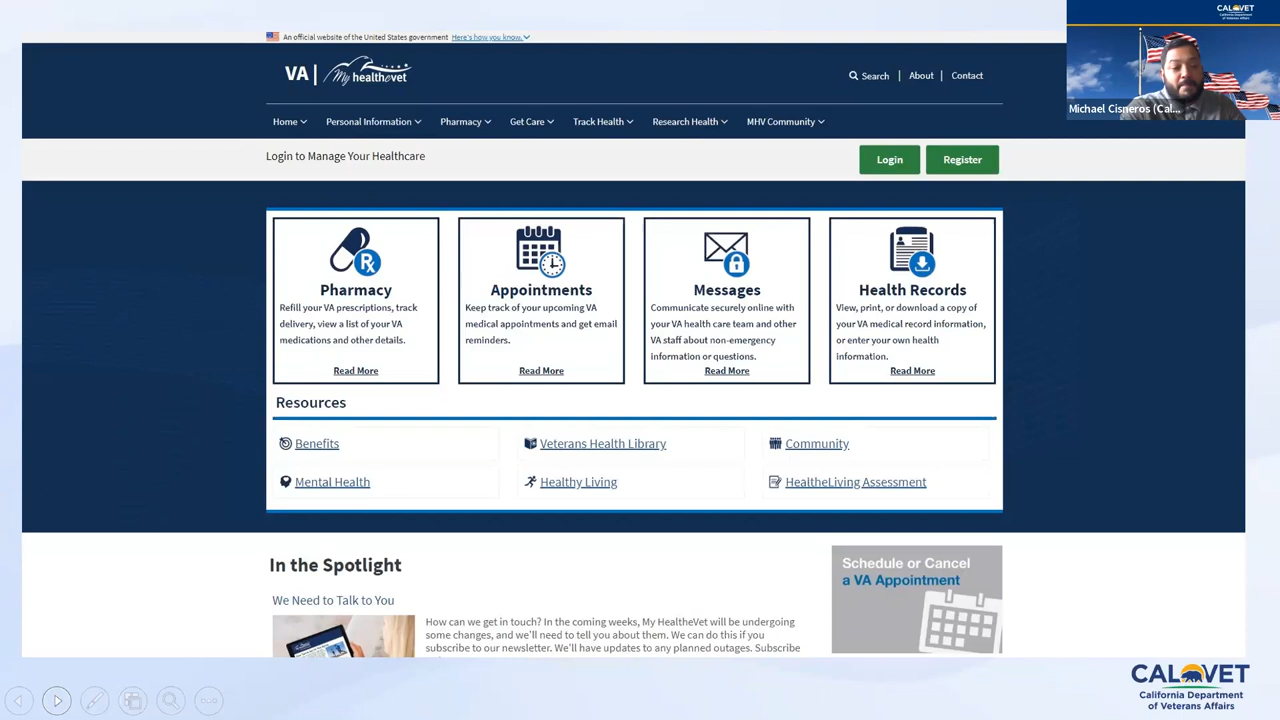 An official website of the United States government Here's how you know.
VA | My healthevet
Search | About | Contact
Home Personal Information Pharmacy Get Care Track Health Research Health MHV Community
Login to Manage Your Healthcare
Login Register
Pharmacy
Refill your VA prescriptions, track
delivery, view a list of your VA
medications and other details.
Read More
Appointments
Keep track of your upcoming VA
medical appointments and get email
reminders.
Read More
Messages
Communicate securely online with
your VA health care team and other
VA staff about non-emergency
information or questions.
Read More
Health Records
View, print, or download a copy of
your VA medical record information,
or enter your own health
information.
Read More
Resources
Benefits Veterans Health Library Community
Mental Health Healthy Living HealtheLiving Assessment
In the Spotlight
We Need to Talk to You
How can we get in touch? In the coming weeks, My HealtheVet will be undergoing
some changes, and we'll need to tell you about them. We can do this if you
subscribe to our newsletter. We'll have updates to any planned outages. Subscribe
Schedule or Cancel
a VA Appointment
CALVET
California Department
of Veterans Affairs
Michael Cisneros (Cal...
CALVET
California Department
of Veterans Affairs
Rx